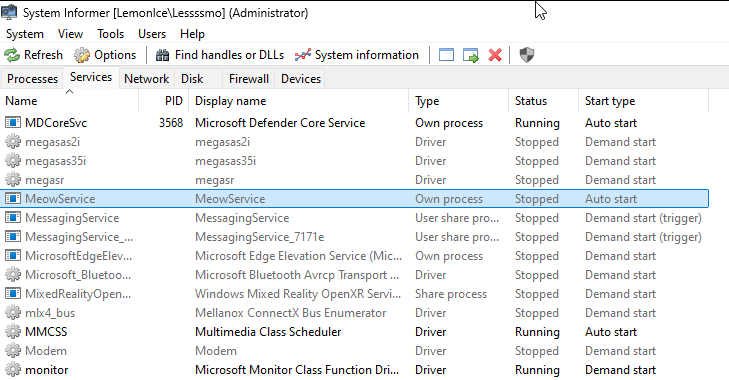 System Informer [LemonIce\Lessssmo] (Administrator)
System View Tools Users Help
Refresh Options Find handles or DLLs System information
Processes Services Network Disk Firewall Devices
Name PID Display name Type Status Start type
MDCoreSvc 3568 Microsoft Defender Core Service Own process Running Auto start
megasas2i megasas2i Driver Stopped Demand start
megasas35i megasas35i Driver Stopped Demand start
megasr megasr Driver Stopped Demand start
MeowService MeowService Own process Stopped Auto start
MessagingService MessagingService User share pro... Stopped Demand start (trigger)
MessagingService_... MessagingService_7171e User share pro... Stopped Demand start (trigger)
MicrosoftEdgeElev... Microsoft Edge Elevation Service (Mic... Own process Stopped Demand start
Microsoft_Bluetoo... Microsoft Bluetooth Avrcp Transport ... Driver Stopped Demand start
MixedRealityOpen... Windows Mixed Reality OpenXR Servi... Share process Stopped Demand start
mlx4_bus Mellanox ConnectX Bus Enumerator Driver Stopped Demand start
MMCSS Multimedia Class Scheduler Driver Running Auto start
Modem Modem Driver Stopped Demand start
monitor Microsoft Monitor Class Function Dri... Driver Running Demand start